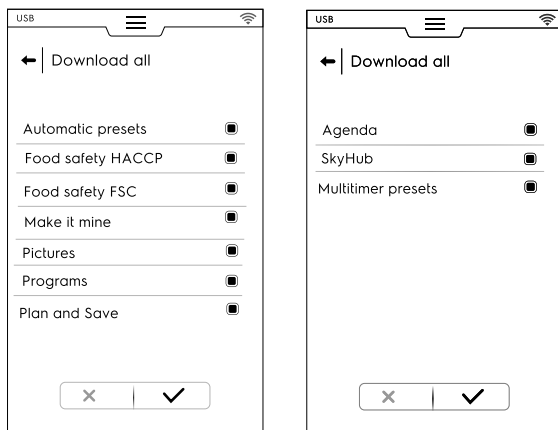 USB
Download all
Automatic presets
Food safety HACCP
Food safety FSC
Make it mine
Pictures
Programs
Plan and Save
USB
Download all
Agenda
SkyHub
Multitimer presets